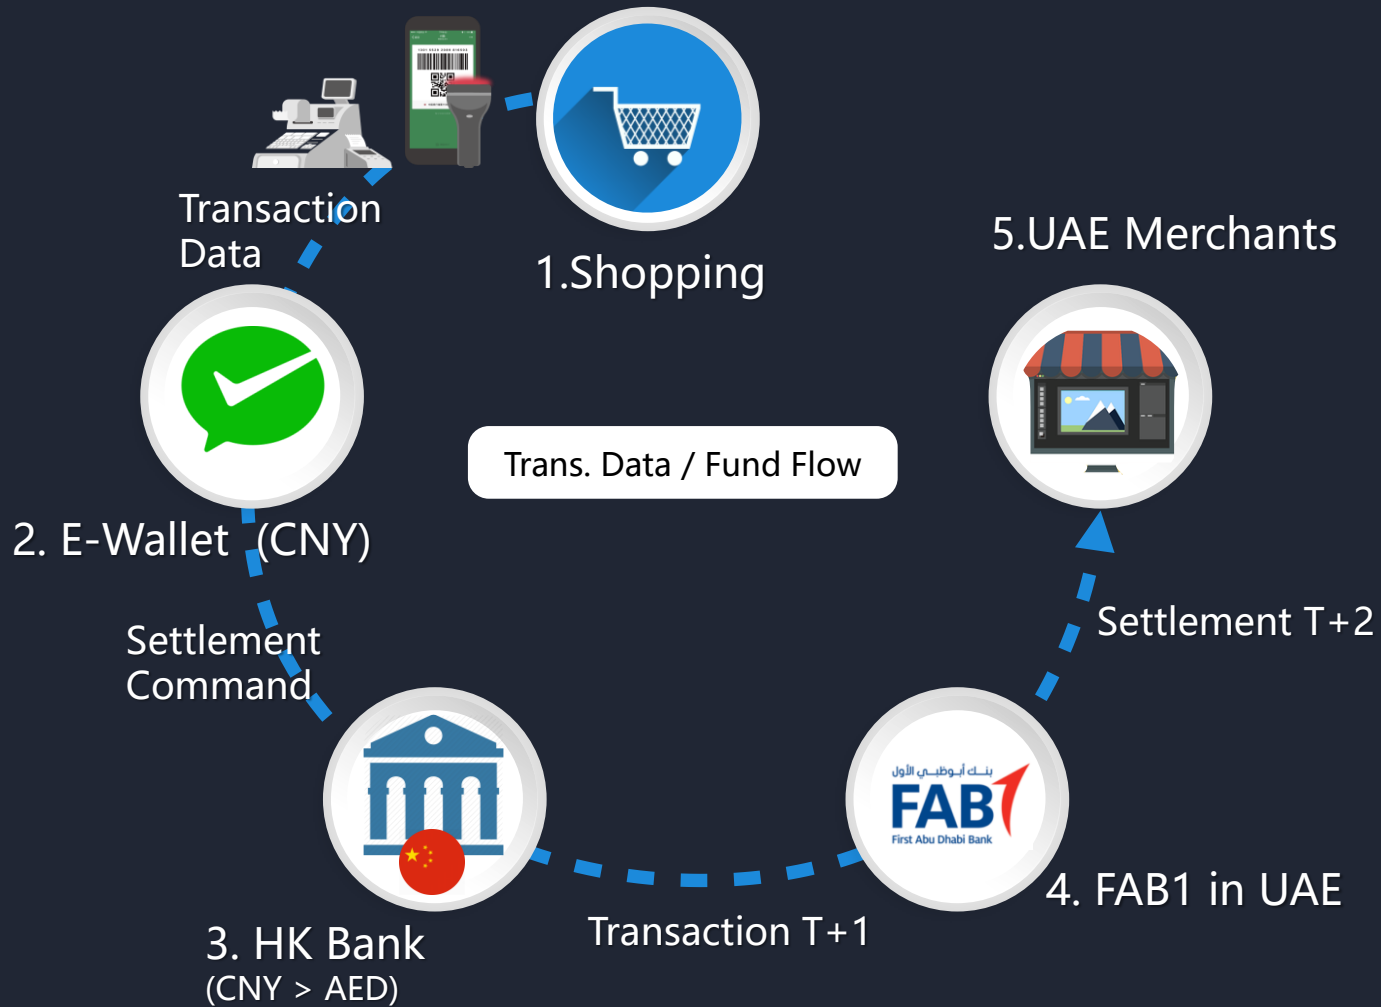 1.Shopping
Transaction
Data
2. E-Wallet (CNY)
Settlement
Command
3. HK Bank
(CNY > AED)
Transaction T+1
بنك أبوظبي الأول
FAB
First Abu Dhabi Bank
4. FAB1 in UAE
Settlement T+2
5.UAE Merchants
Trans. Data / Fund Flow